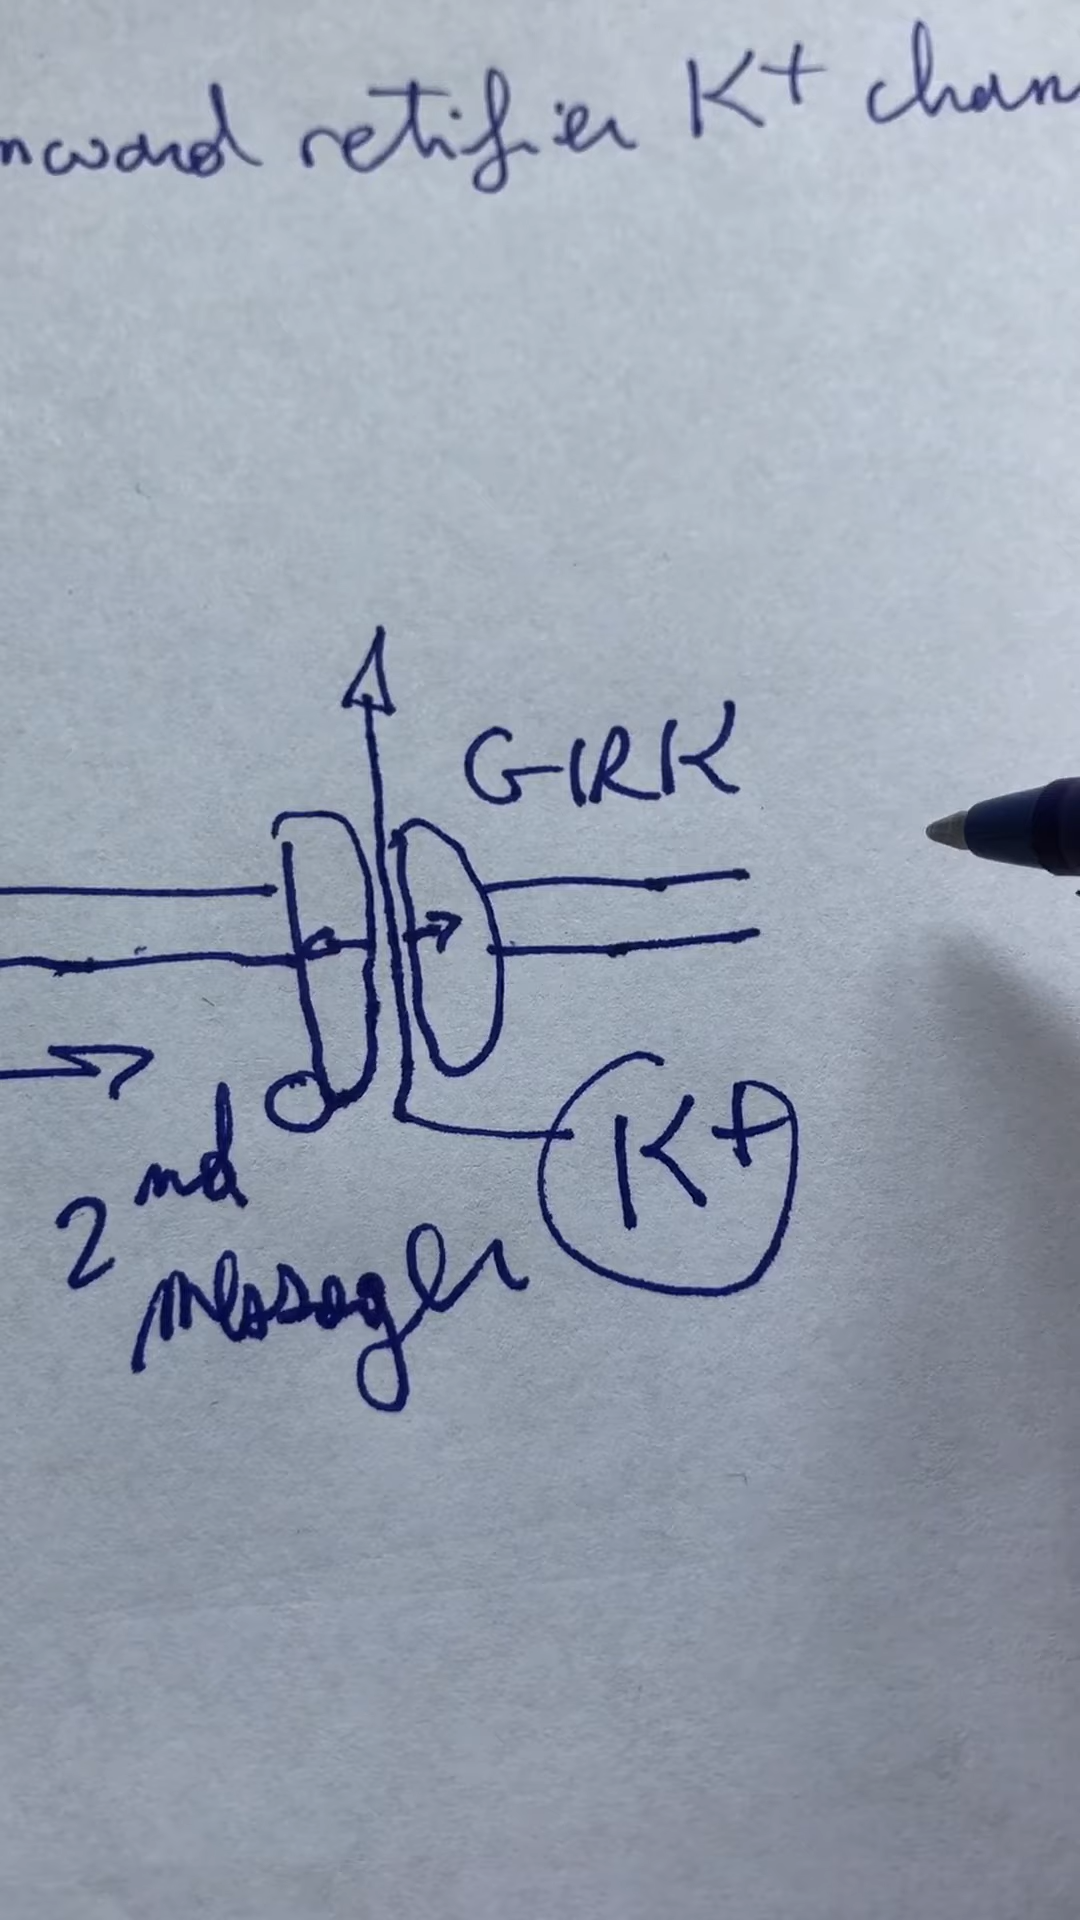 nward retifier K+ chan
GIRK
K+
2nd
messager